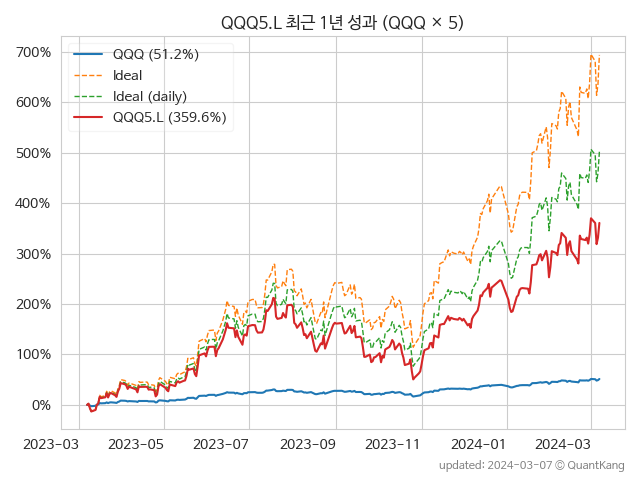 QQQ5.L 최근 1년 성과 (QQQ × 5)
QQQ (51.2%)
Ideal
Ideal (daily)
QQQ5.L (359.6%)
700%
600%
500%
400%
300%
200%
100%
0%
2023-03 2023-05 2023-07 2023-09 2023-11 2024-01 2024-03
updated: 2024-03-07 © QuantKang